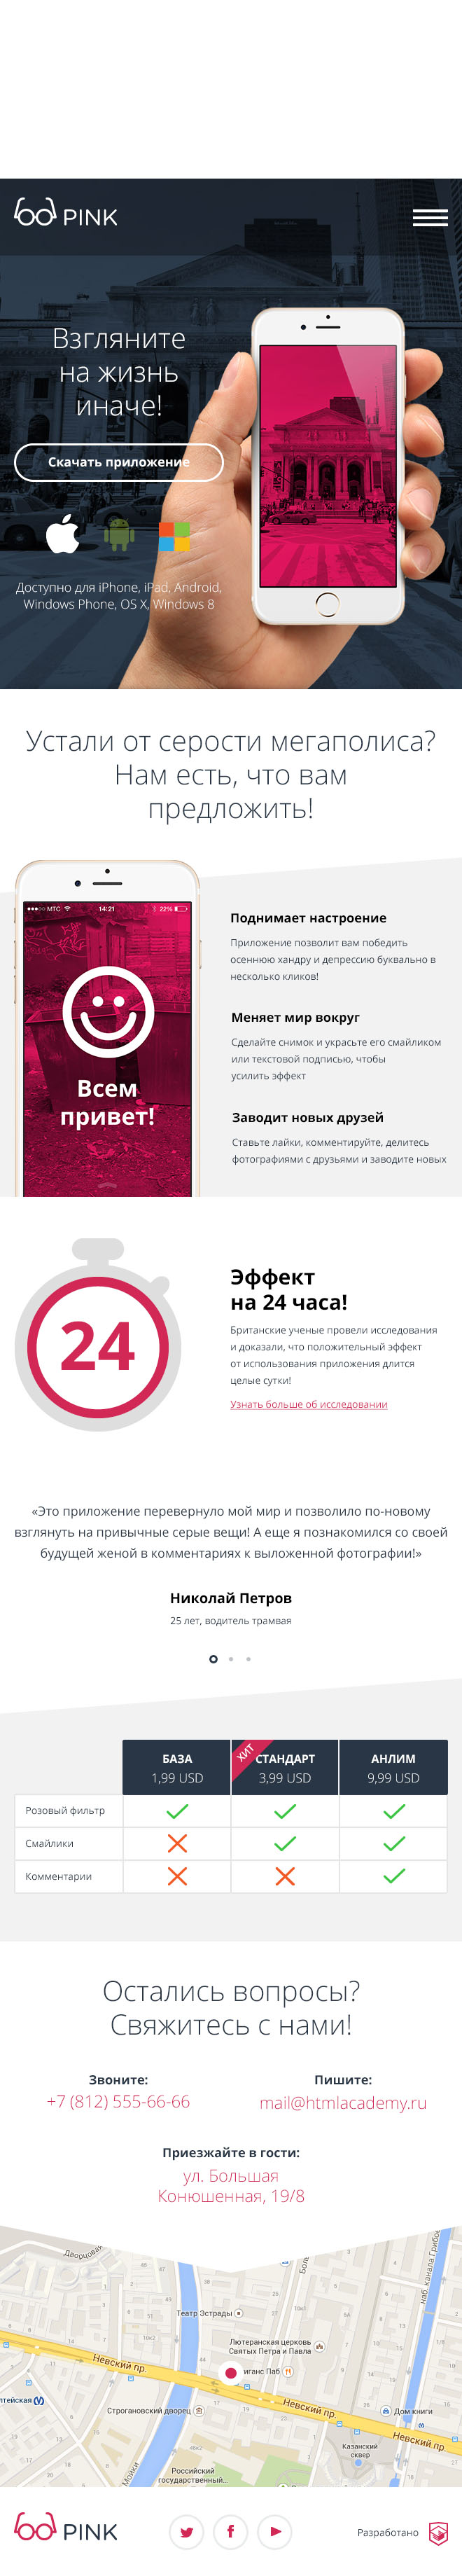 PINK
Взгляните
на жизнь
иначе!
Скачать приложение
Доступно для iPhone, iPad, Android,
Windows Phone, OS X, Windows 8
Устали от серости мегаполиса?
Нам есть, что вам
предложить!
МТС 14:21 22%
Всем
привет!
Поднимает настроение
Приложение позволит вам победить
осеннюю хандру и депрессию буквально в
несколько кликов!
Меняет мир вокруг
Сделайте снимок и украсьте его смайликом
или текстовой подписью, чтобы
усилить эффект
Заводит новых друзей
Ставьте лайки, комментируйте, делитесь
фотографиями с друзьями и заводите новых
24
Эффект
на 24 часа!
Британские ученые провели исследования
и доказали, что положительный эффект
от использования приложения длится
целые сутки!
Узнать больше об исследовании
«Это приложение перевернуло мой мир и позволило по-новому
взглянуть на привычные серые вещи! А еще я познакомился со своей
будущей женой в комментариях к выложенной фотографии!»
Николай Петров
25 лет, водитель трамвая
БАЗА ХИТ СТАНДАРТ АНЛИМ
1,99 USD 3,99 USD 9,99 USD
Розовый фильтр
Смайлики
Комментарии
Остались вопросы?
Свяжитесь с нами!
Звоните: Пишите:
+7 (812) 555-66-66 mail@htmlacademy.ru
Приезжайте в гости:
ул. Большая
Конюшенная, 19/8
Дворцовая
Бол
наб. канала Грибо
Театр Эстрады
Лютеранская церковь
Святых Петра и Павла
Невский пр.
иганс Паб
тейская
Строгановский дворец
Невский пр.
Дом книги
Невский пр
Казанский
сквер
Мойки
Российский
государственный...
PINK
Разработано